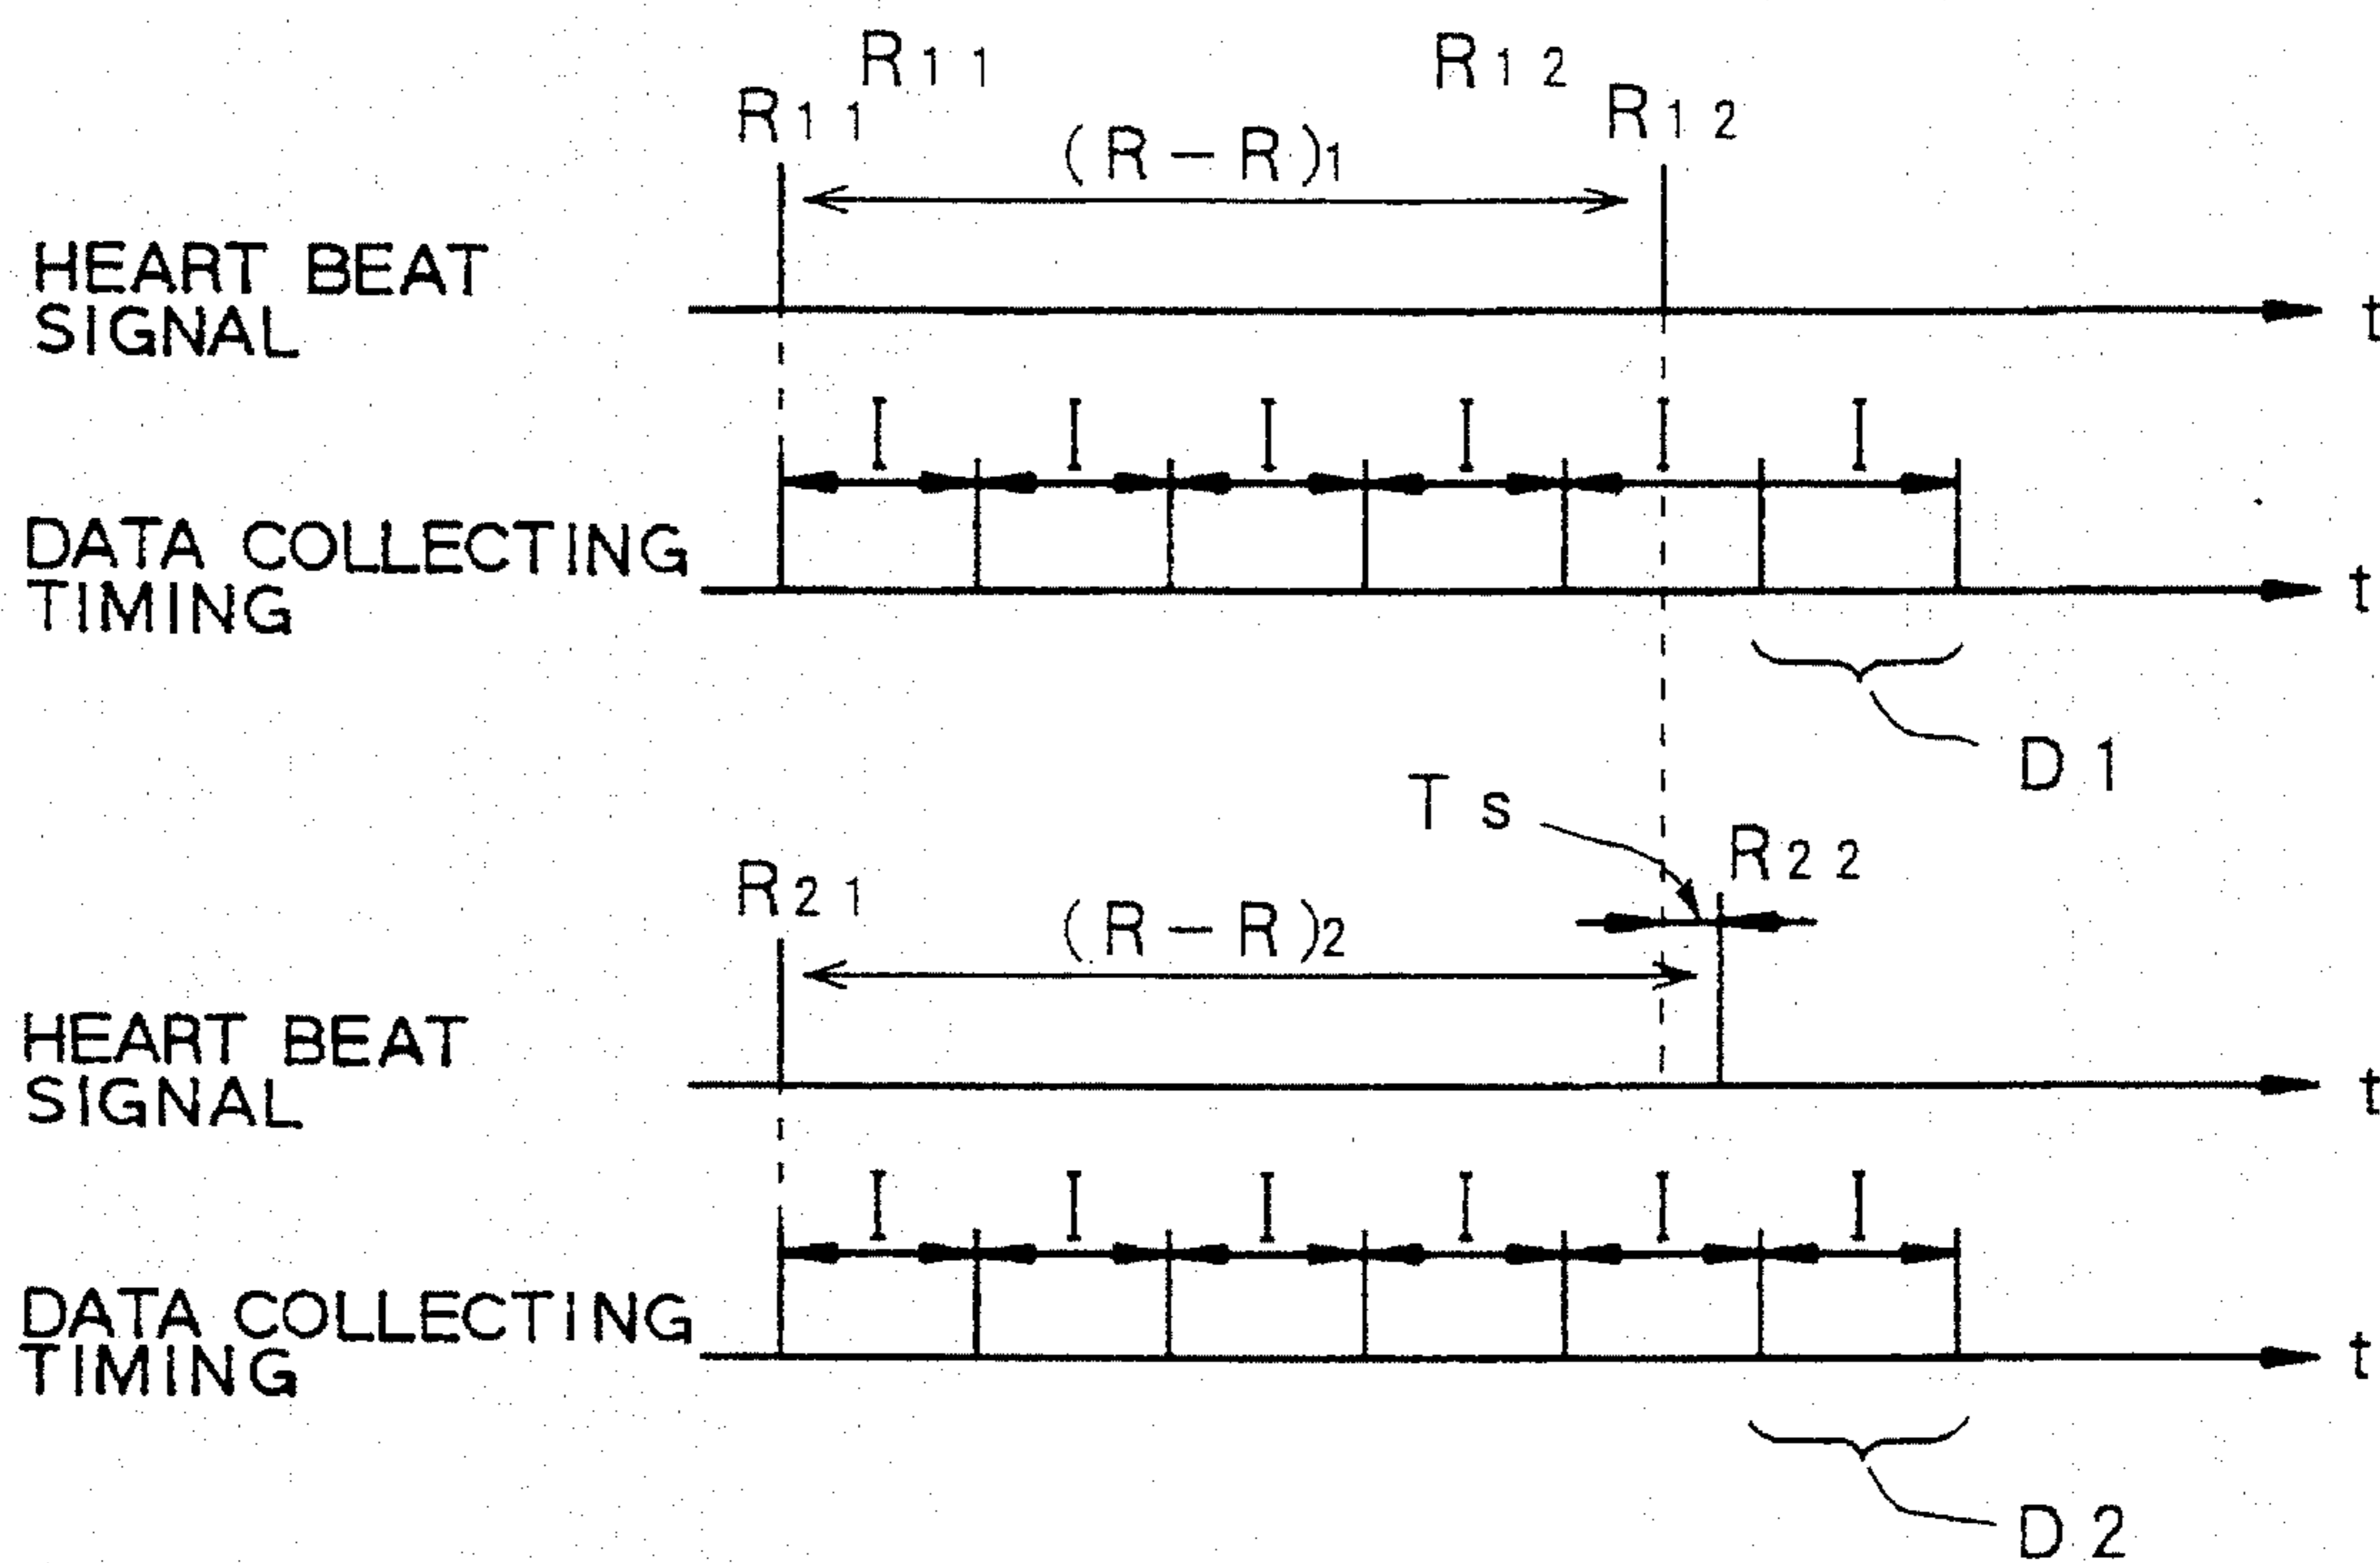 R11 R12
R11 R12
(R-R)1
HEART BEAT
SIGNAL
t
I I I I I I
DATA COLLECTING
TIMING
t
D1
Ts
R22
R21
(R-R)2
HEART BEAT
SIGNAL
t
I I I I I I
DATA COLLECTING
TIMING
t
D2